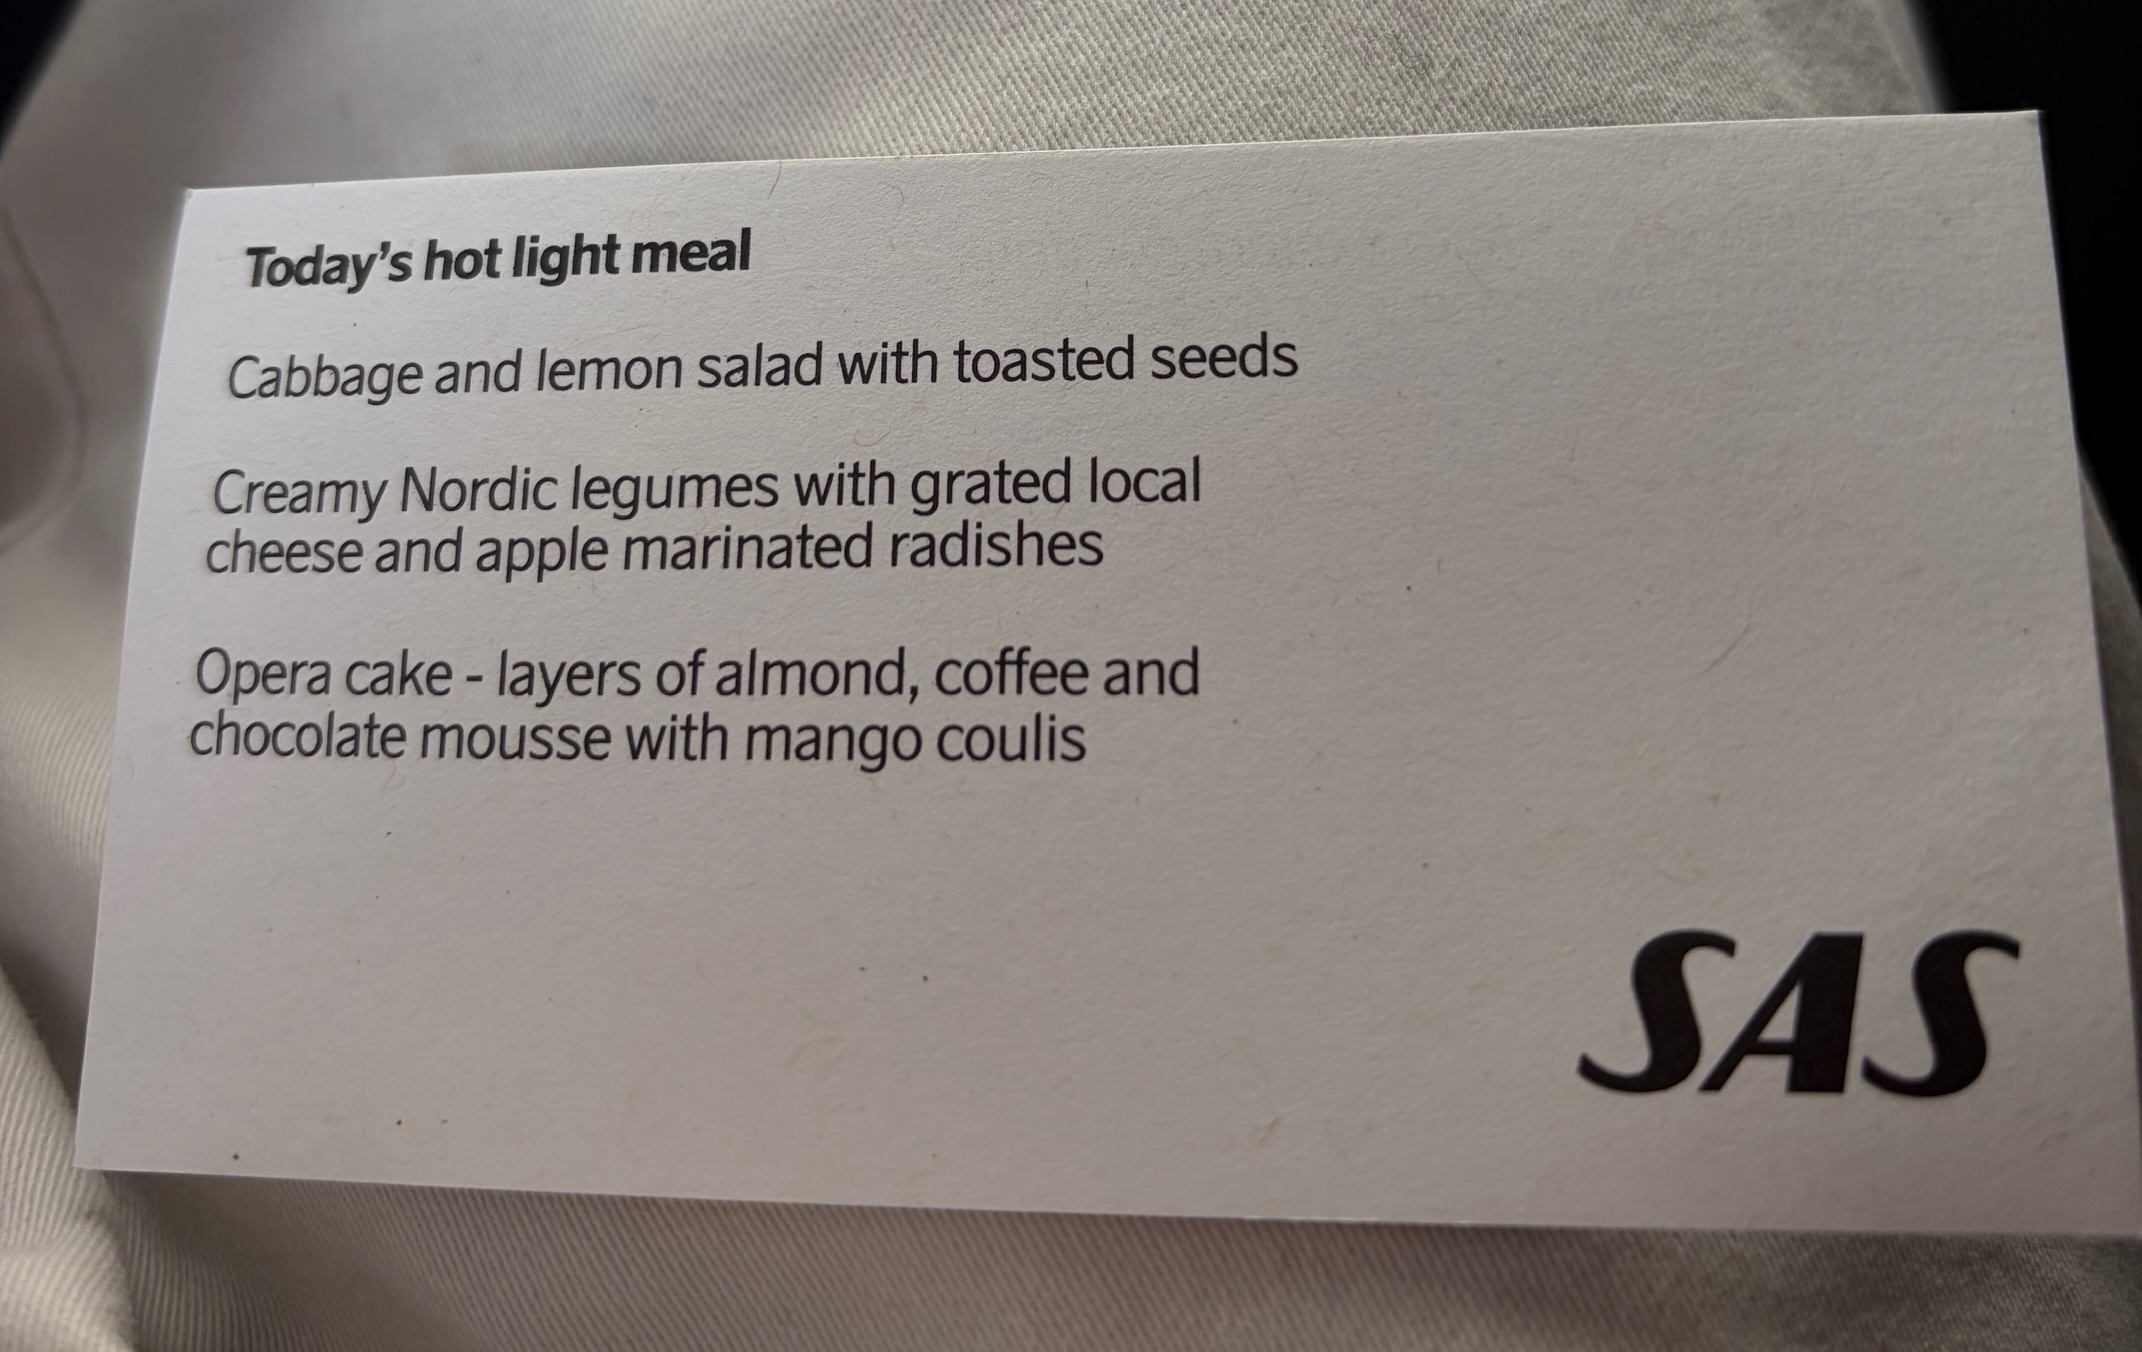 Today's hot light meal
Cabbage and lemon salad with toasted seeds
Creamy Nordic legumes with grated local
cheese and apple marinated radishes
Opera cake - layers of almond, coffee and
chocolate mousse with mango coulis
SAS